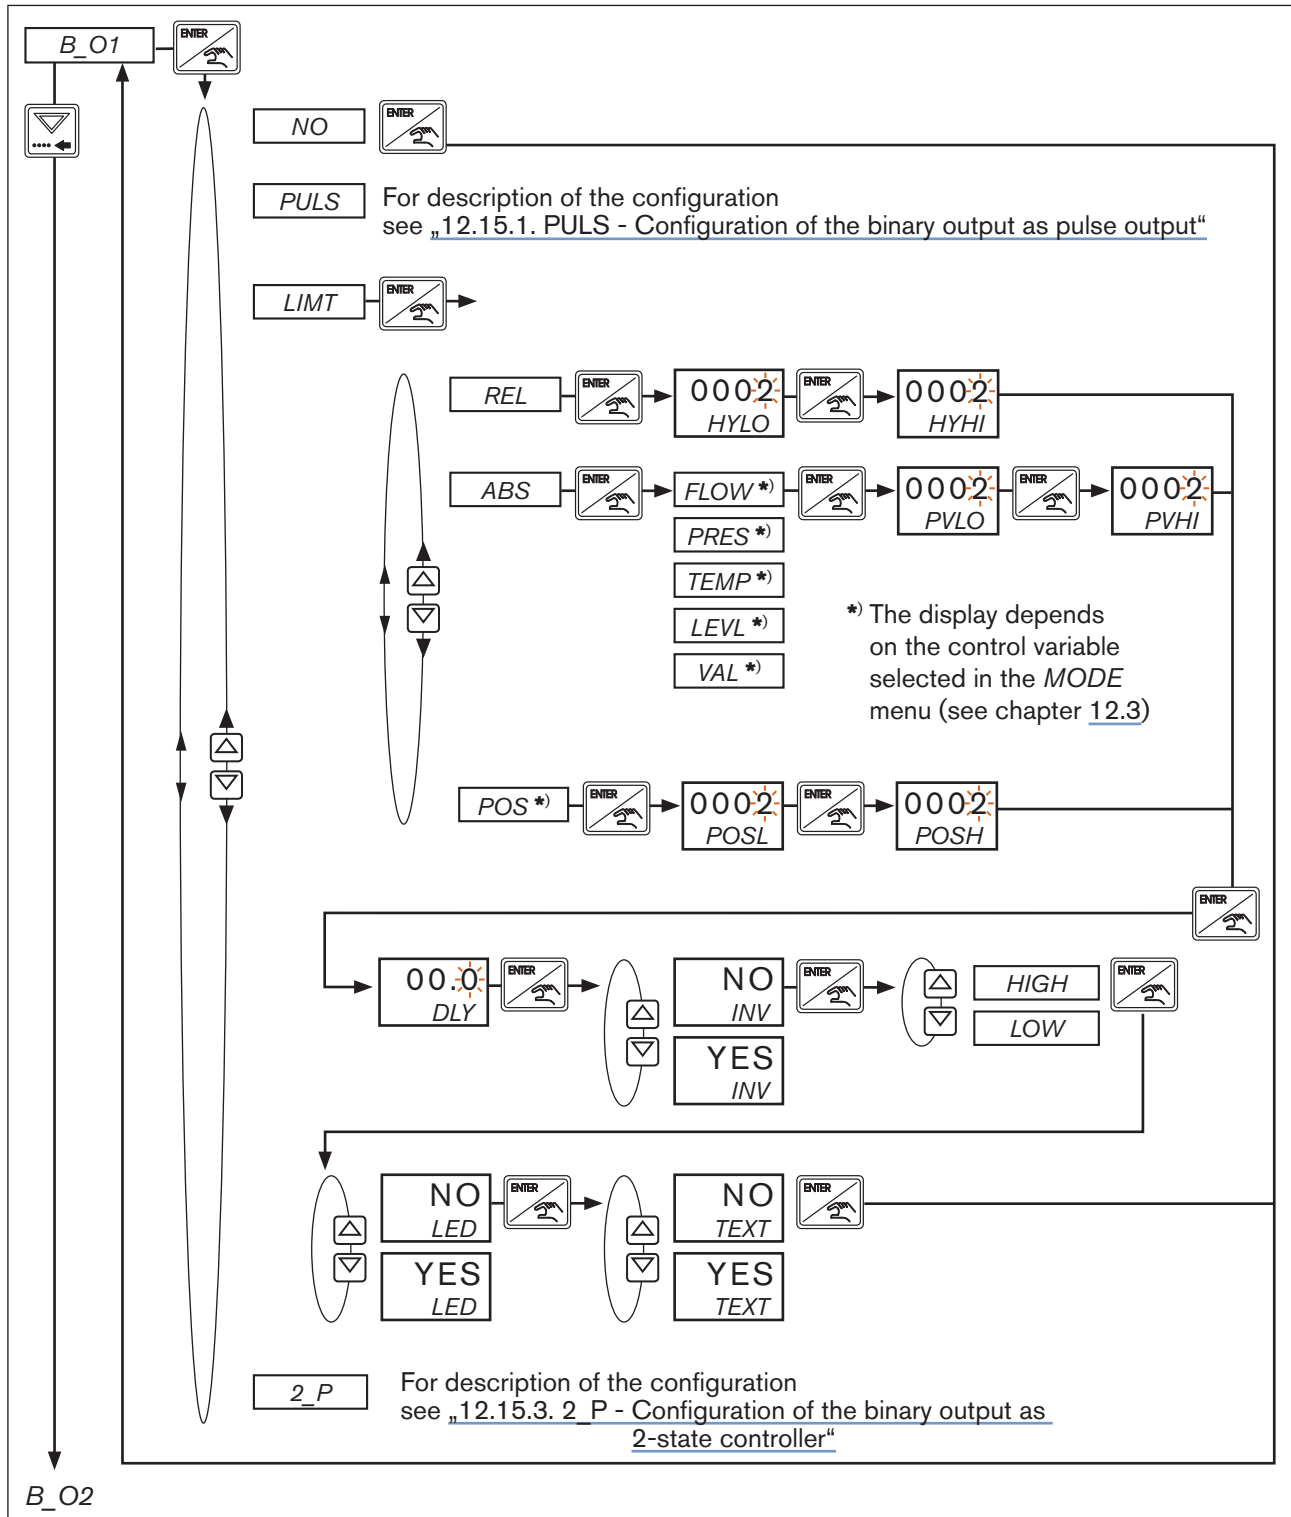 B_O1
ENTER
NO
ENTER
PULS
For description of the configuration
see „12.15.1. PULS - Configuration of the binary output as pulse output“
LIMT
ENTER
REL
ENTER
0002
HYLO
ENTER
0002
HYHI
ABS
ENTER
FLOW *)
ENTER
0002
PVLO
ENTER
0002
PVHI
PRES *)
TEMP *)
LEVL *)
VAL *)
*) The display depends
on the control variable
selected in the MODE
menu (see chapter 12.3)
POS *)
ENTER
0002
POSL
ENTER
0002
POSH
ENTER
00.0
DLY
ENTER
NO
INV
YES
INV
ENTER
HIGH
LOW
ENTER
NO
LED
YES
LED
ENTER
NO
TEXT
YES
TEXT
ENTER
2_P
For description of the configuration
see „12.15.3. 2_P - Configuration of the binary output as
2-state controller“
B_O2